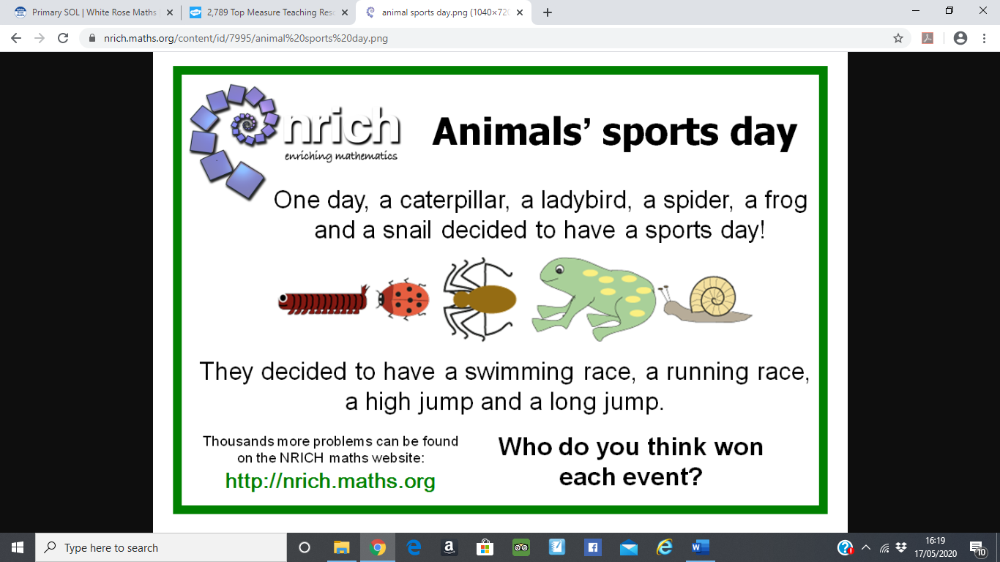 Primary SOL | White Rose Maths
2,789 Top Measure Teaching Reso
animal sports day.png (1040×720
nrich.maths.org/content/id/7995/animal%20sports%20day.png
nrich
enriching mathematics
Animals’ sports day
One day, a caterpillar, a ladybird, a spider, a frog
and a snail decided to have a sports day!
They decided to have a swimming race, a running race,
a high jump and a long jump.
Thousands more problems can be found
on the NRICH maths website:
http://nrich.maths.org
Who do you think won
each event?
Type here to search
16:19
17/05/2020
10